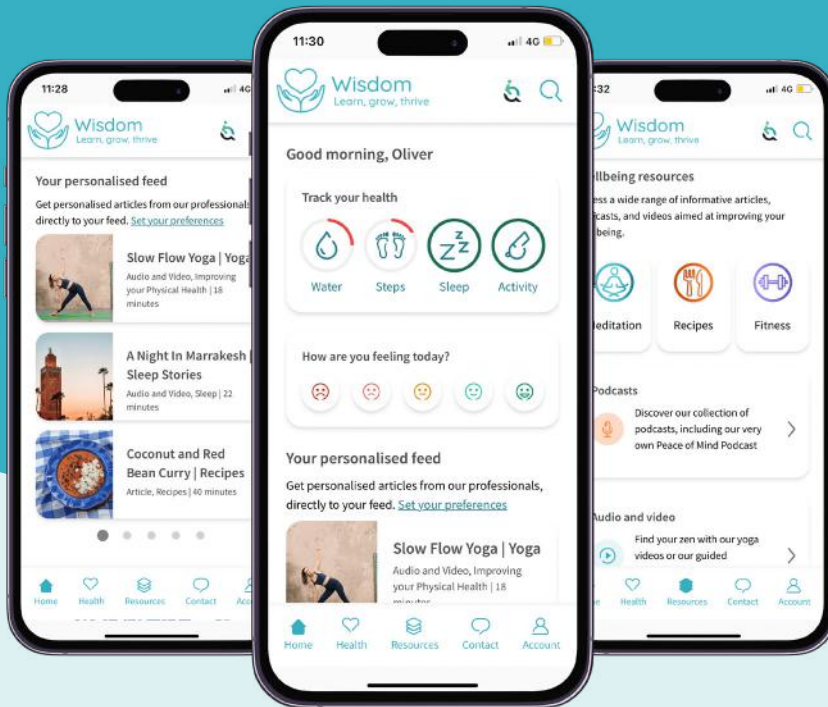 11:28
4G
Wisdom
Learn, grow, thrive
Your personalised feed
Get personalised articles from our professionals
directly to your feed. Set your preferences
Slow Flow Yoga | Yoga
Audio and Video, Improving
your Physical Health | 18
minutes
A Night In Marrakesh |
Sleep Stories
Audio and Video, Sleep | 22
minutes
Coconut and Red
Bean Curry | Recipes
Article, Recipes | 40 minutes
Home Health Resources Contact
11:30
4G
Wisdom
Learn, grow, thrive
Good morning, Oliver
Track your health
Water Steps Sleep Activity
How are you feeling today?
Your personalised feed
Get personalised articles from our professionals,
directly to your feed. Set your preferences
Slow Flow Yoga | Yoga
Audio and Video, Improving
your Physical Health | 18
Home Health Resources Contact Account
:32
4G
Wisdom
Learn, grow, thrive
llbeing resources
ess a wide range of informative articles,
casts, and videos aimed at improving your
being.
editation Recipes Fitness
Podcasts
Discover our collection of
podcasts, including our very
own Peace of Mind Podcast
Audio and video
Find your zen with our yoga
videos or our guided
Health Resources Contact Account